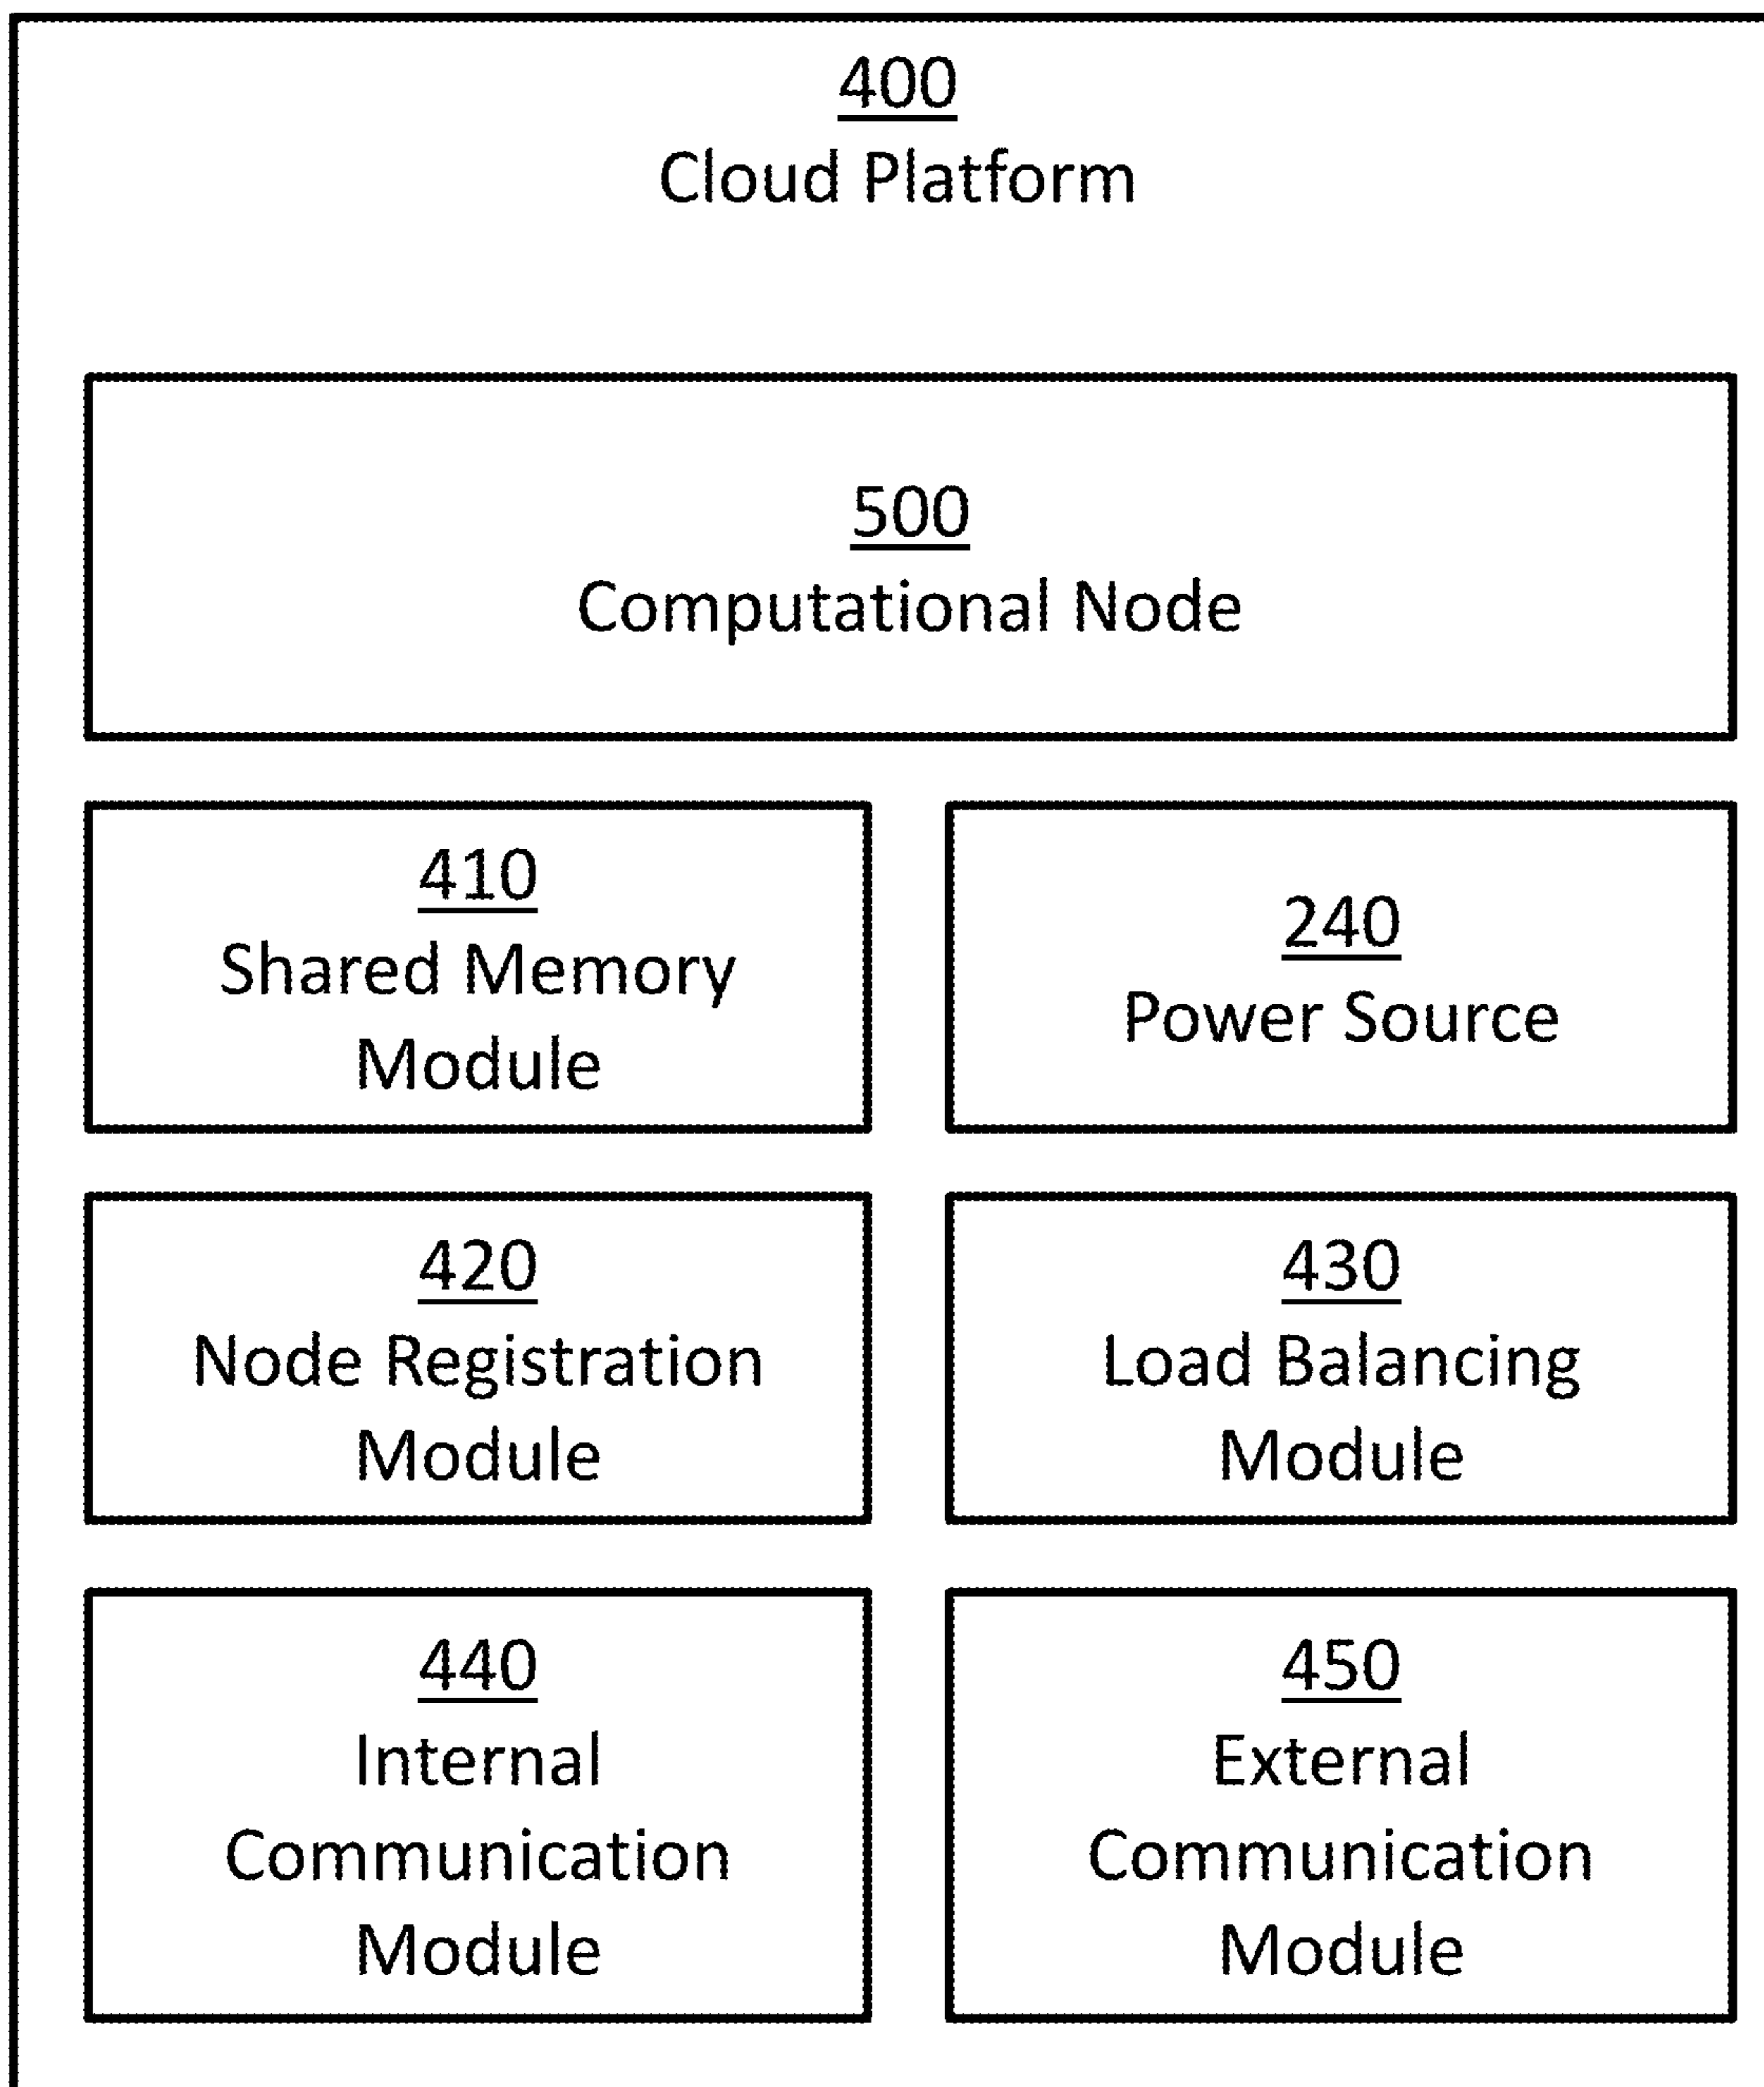 400
Cloud Platform
500
Computational Node
410
Shared Memory
Module
240
Power Source
420
Node Registration
Module
430
Load Balancing
Module
440
Internal
Communication
Module
450
External
Communication
Module